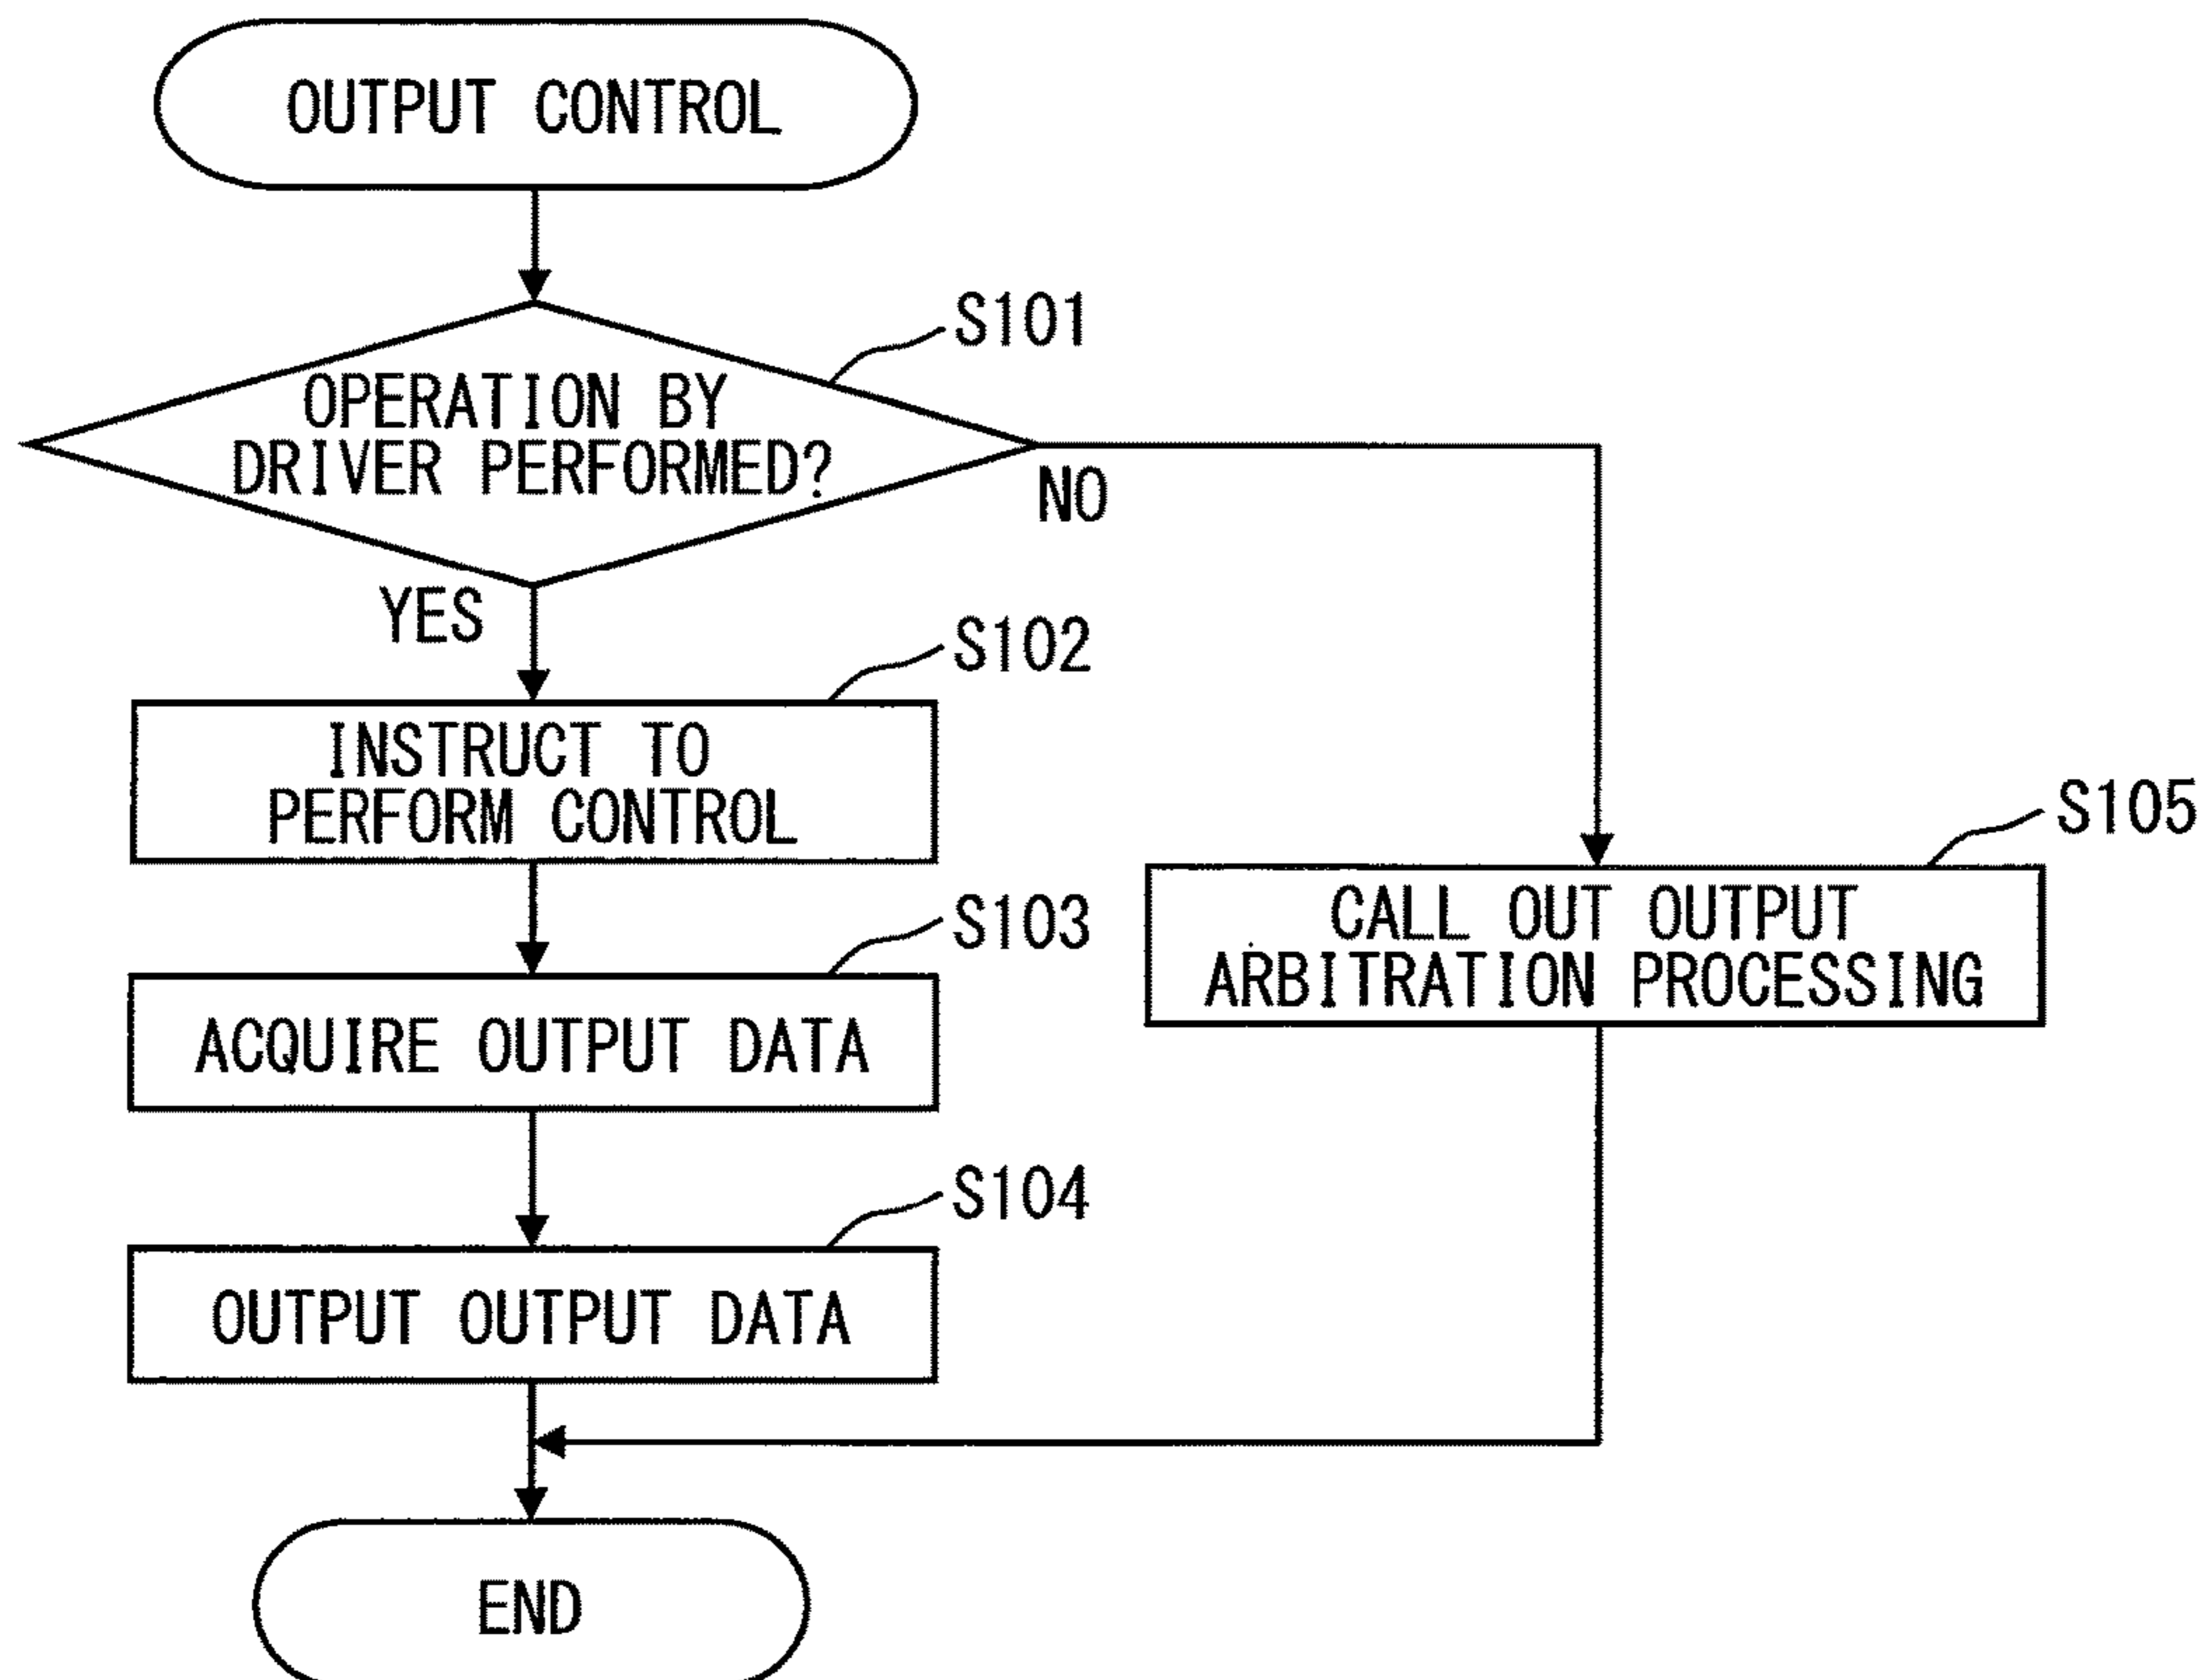 OUTPUT CONTROL
S101
OPERATION BY
DRIVER PERFORMED?
NO
YES
S102
INSTRUCT TO
PERFORM CONTROL
S105
CALL OUT OUTPUT
ARBITRATION PROCESSING
S103
ACQUIRE OUTPUT DATA
S104
OUTPUT OUTPUT DATA
END